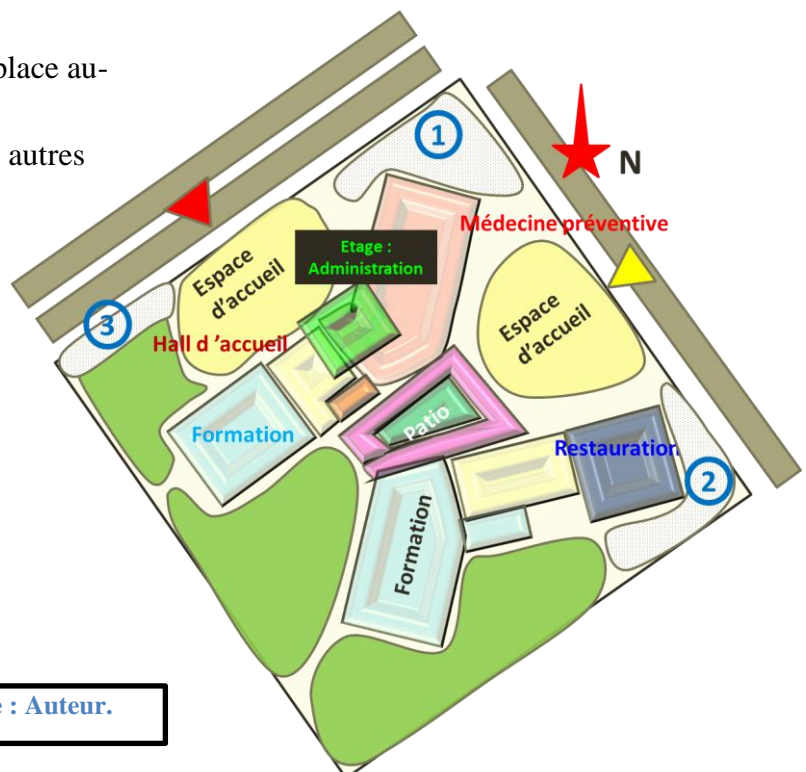 place au-
autres
1
N
Médecine préventive
Etage :
Administration
Espace
d'accueil
Espace
d'accueil
3
Hall d 'accueil
Formation
Patio
Restauration
2
Formation
: Auteur.